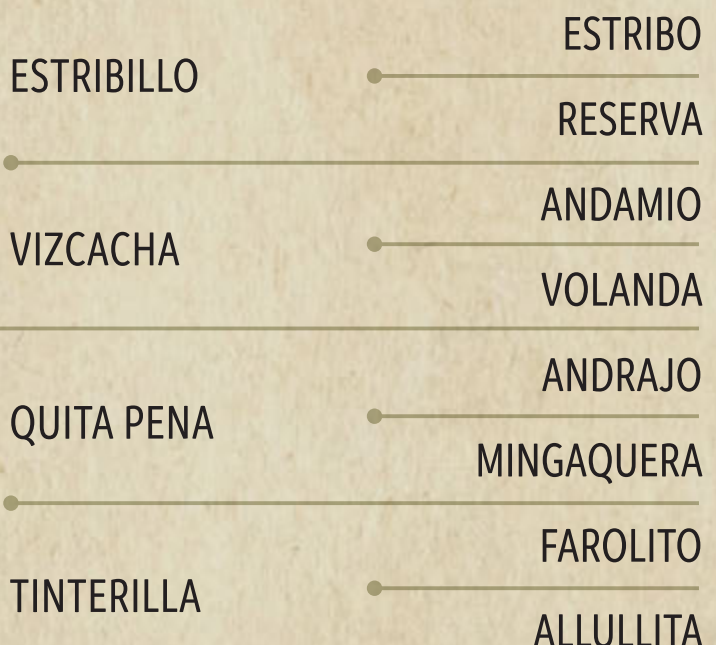 ESTRIBO
ESTRIBILLO
RESERVA
ANDAMIO
VIZCACHA
VOLANDA
ANDRAJO
QUITA PENA
MINGAQUERA
FAROLITO
TINTERILLA
ALLULLITA